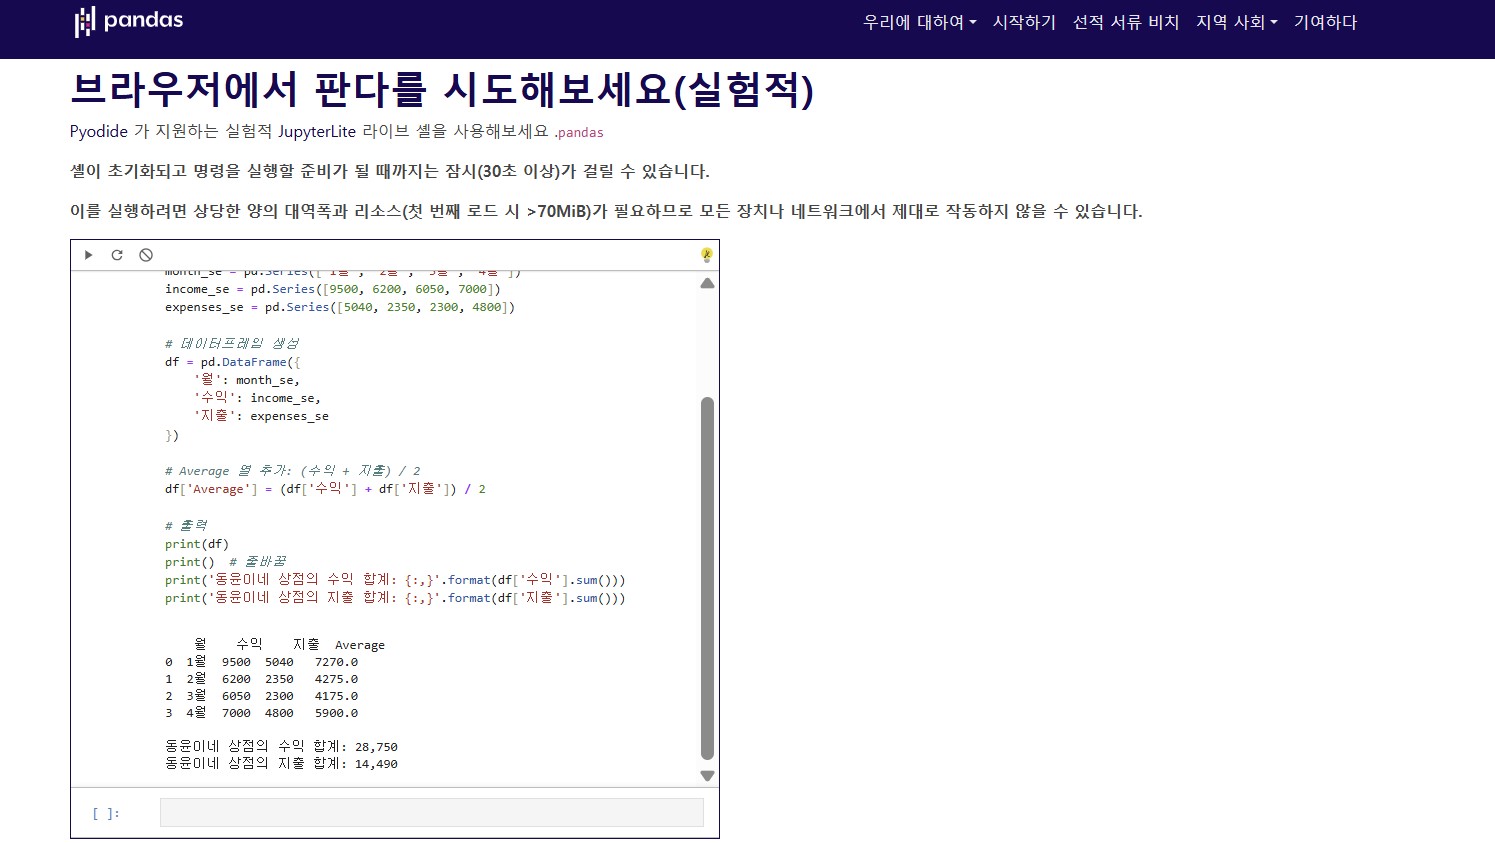 pandas
우리에 대하여 시작하기 선적 서류 비치 지역 사회 기여하다
브라우저에서 판다를 시도해보세요(실험적)
Pyodide 가 지원하는 실험적 JupyterLite 라이브 셸을 사용해보세요 .pandas
셸이 초기화되고 명령을 실행할 준비가 될 때까지는 잠시(30초 이상)가 걸릴 수 있습니다.
이를 실행하려면 상당한 양의 대역폭과 리소스(첫 번째 로드 시 >70MiB)가 필요하므로 모든 장치나 네트워크에서 제대로 작동하지 않을 수 있습니다.
month_se = pd.Series(['1월', '2월', '3월', '4월'])
income_se = pd.Series([9500, 6200, 6050, 7000])
expenses_se = pd.Series([5040, 2350, 2300, 4800])
# 데이터프레임 생성
df = pd.DataFrame({
'월': month_se,
'수익': income_se,
'지출': expenses_se
})
# Average 열 추가: (수익 + 지출) / 2
df['Average'] = (df['수익'] + df['지출']) / 2
# 출력
print(df)
print() # 줄바꿈
print('동윤이네 상점의 수익 합계: {:,}'.format(df['수익'].sum()))
print('동윤이네 상점의 지출 합계: {:,}'.format(df['지출'].sum()))
월 수익 지출 Average
0 1월 9500 5040 7270.0
1 2월 6200 2350 4275.0
2 3월 6050 2300 4175.0
3 4월 7000 4800 5900.0
동윤이네 상점의 수익 합계: 28,750
동윤이네 상점의 지출 합계: 14,490
[ ]: